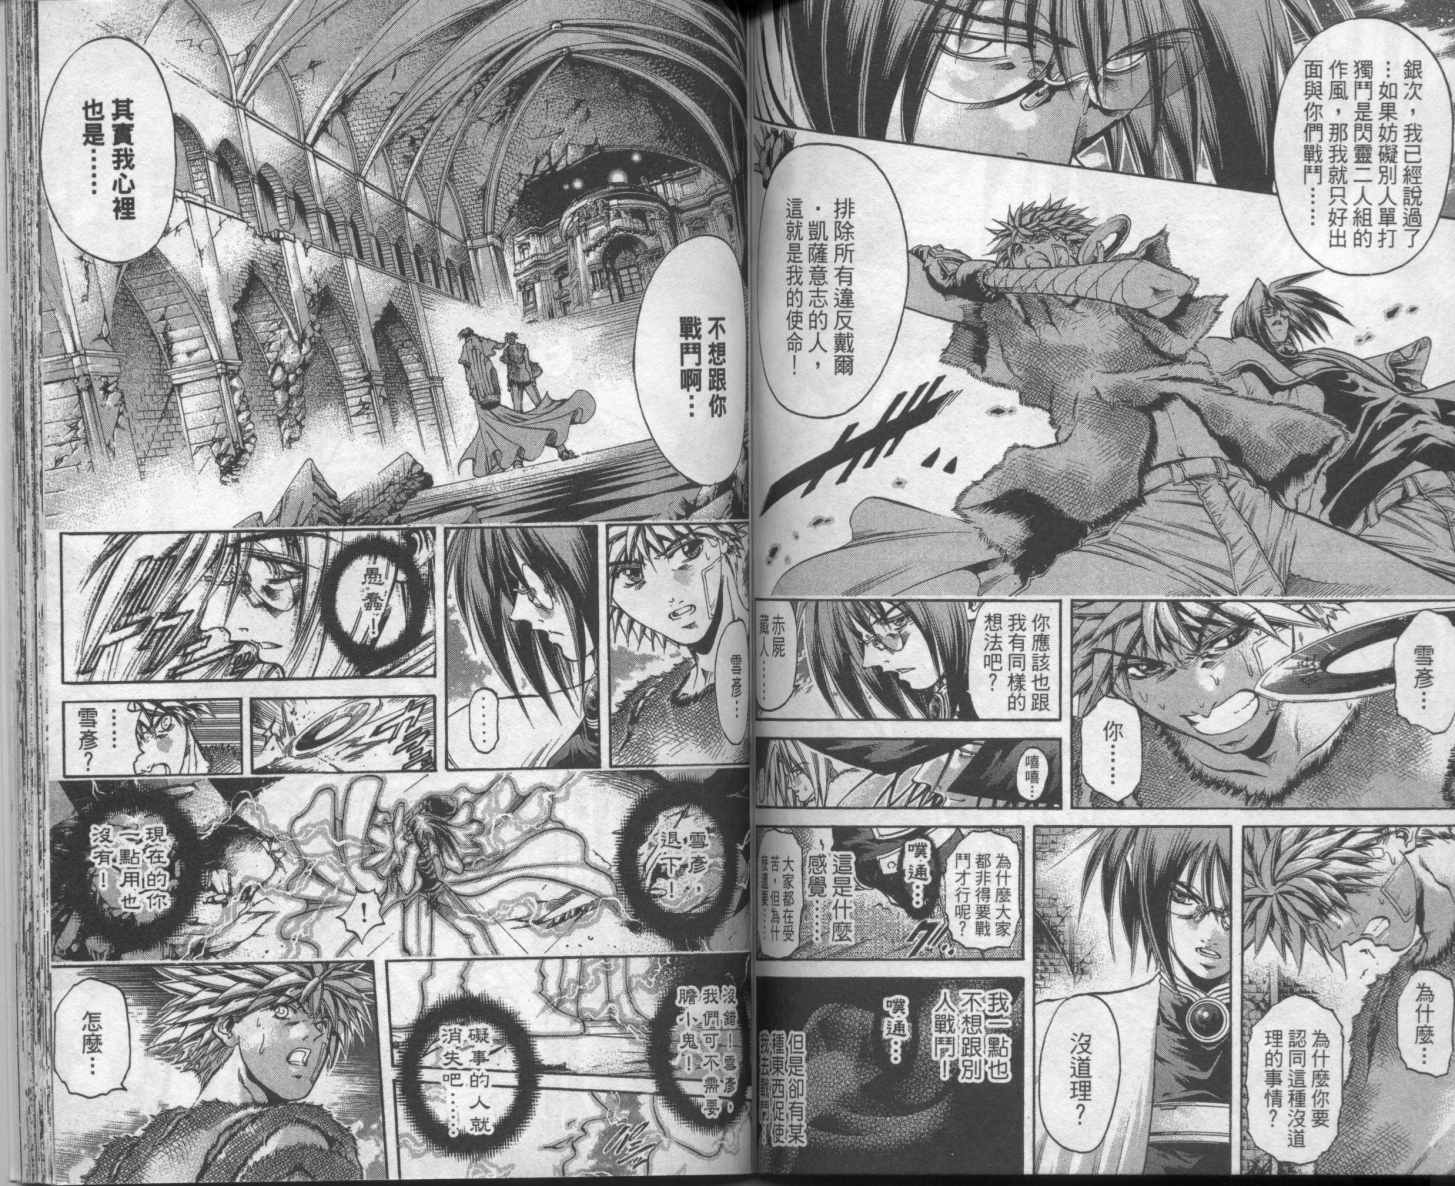 銀次，我已經說過了
…如果妨礙別人單打
獨鬥是閃靈二人組的
作風，那我就只好出
面與你們戰鬥……
排除所有違反戴爾
．凱薩意志的人，
這就是我的使命！
雪彥…
你……
你應該也跟
我有同樣的
想法吧？
赤屍
藏人……
嘻嘻…
為什麼…
為什麼你要
認同這種沒道
理的事情？
沒道理？
為什麼大家
都非得要戰
鬥才行呢？
噗通…
這是什麼
感覺……
大家都在受
苦，但為什
麼還要……
我一點也
不想跟別
人戰鬥！
噗通…
但是卻有某
種東西促使
我去戰鬥！
不想跟你
戰鬥啊…
其實我心裡
也是……
雪彥…
……
愚蠢！
……
雪彥？
雪彥，
退下！
！
現在的你
一點用也
沒有！
沒錯！雪彥，
我們可不需要
膽小鬼！
礙事的人就
消失吧……
怎麼…